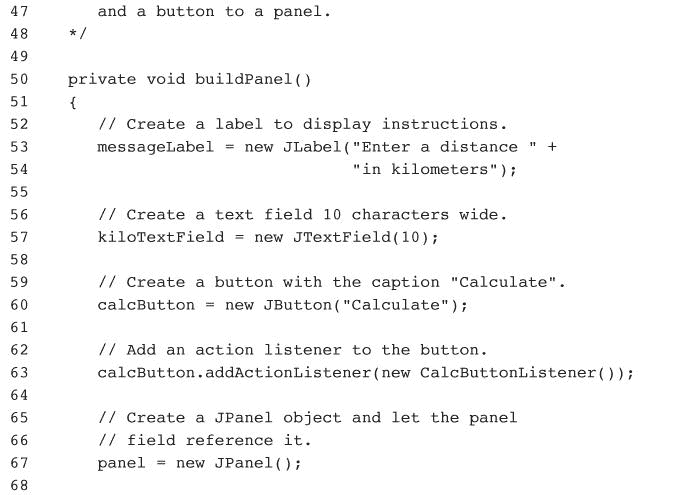 47 and a button to a panel.
48 */
49
50 private void buildPanel()
51 {
52 // Create a label to display instructions.
53 messageLabel = new JLabel("Enter a distance " +
54 "in kilometers");
55
56 // Create a text field 10 characters wide.
57 kiloTextField = new JTextField(10);
58
59 // Create a button with the caption "Calculate".
60 calcButton = new JButton("Calculate");
61
62 // Add an action listener to the button.
63 calcButton.addActionListener(new CalcButtonListener());
64
65 // Create a JPanel object and let the panel
66 // field reference it.
67 panel = new JPanel();
68